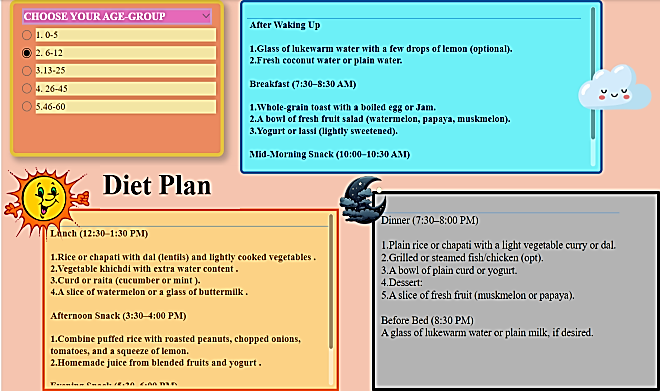 CHOOSE YOUR AGE-GROUP
1. 0-5
2. 6-12
3.13-25
4. 26-45
5.46-60
After Waking Up
1.Glass of lukewarm water with a few drops of lemon (optional).
2.Fresh coconut water or plain water.
Breakfast (7:30–8:30 AM)
1.Whole-grain toast with a boiled egg or Jam.
2.A bowl of fresh fruit salad (watermelon, papaya, muskmelon).
3.Yogurt or lassi (lightly sweetened).
Mid-Morning Snack (10:00–10:30 AM)
Diet Plan
Lunch (12:30–1:30 PM)
1.Rice or chapati with dal (lentils) and lightly cooked vegetables .
2.Vegetable khichdi with extra water content .
3.Curd or raita (cucumber or mint ).
4.A slice of watermelon or a glass of buttermilk .
Afternoon Snack (3:30–4:00 PM)
1.Combine puffed rice with roasted peanuts, chopped onions,
tomatoes, and a squeeze of lemon.
2.Homemade juice from blended fruits and yogurt .
Evening Snack (5:30–6:00 PM)
Dinner (7:30–8:00 PM)
1.Plain rice or chapati with a light vegetable curry or dal.
2.Grilled or steamed fish/chicken (opt).
3.A bowl of plain curd or yogurt.
4.Dessert:
5.A slice of fresh fruit (muskmelon or papaya).
Before Bed (8:30 PM)
A glass of lukewarm water or plain milk, if desired.